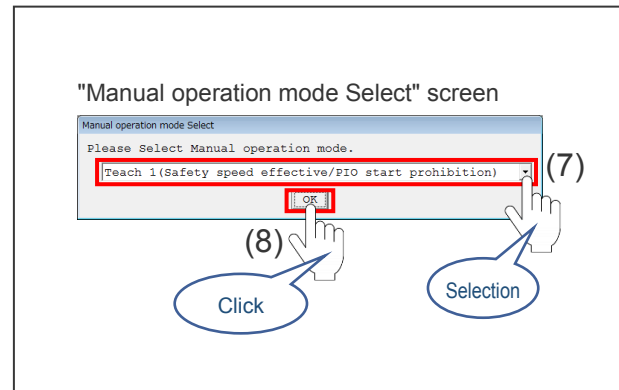 "Manual operation mode Select" screen
Manual operation mode Select
Please Select Manual operation mode.
Teach 1(Safety speed effective/PIO start prohibition)
(7)
OK
(8)
Click
Selection